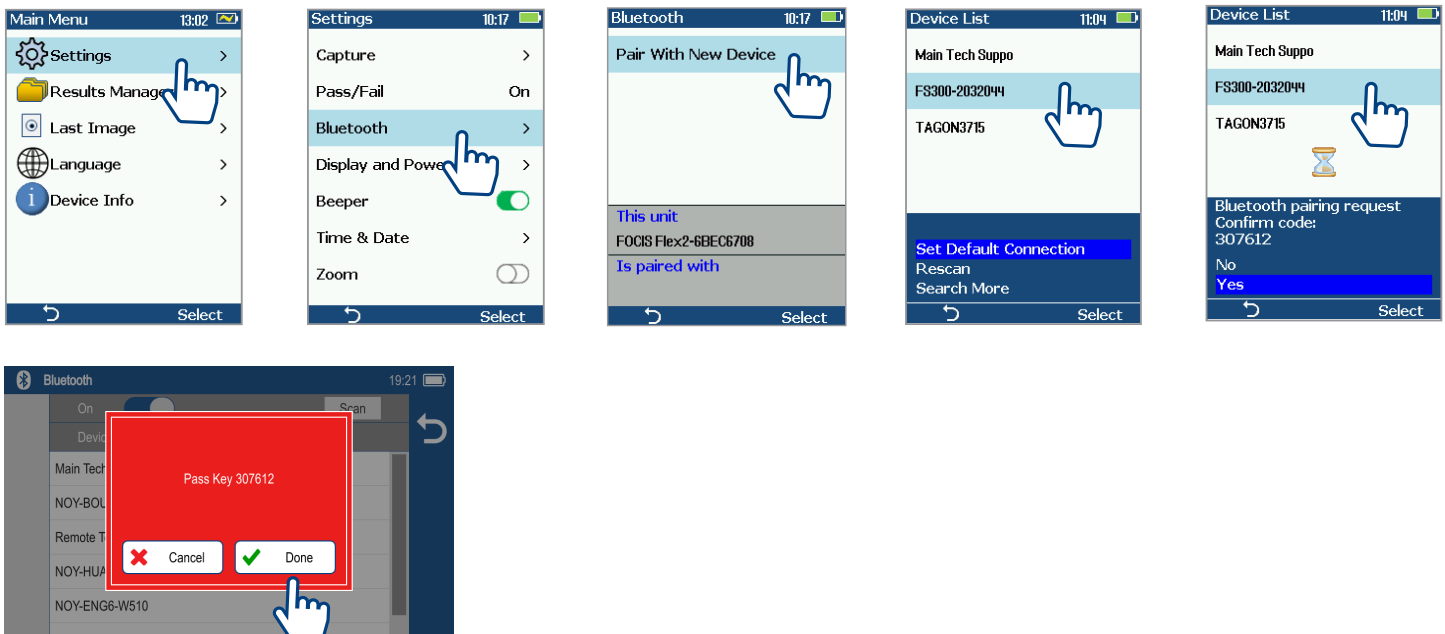 Main Menu 13:02
Settings >
Results Manage >
Last Image >
Language >
Device Info >
Select
Settings 10:17
Capture >
Pass/Fail On
Bluetooth >
Display and Powe >
Beeper
Time & Date >
Zoom
Select
Bluetooth 10:17
Pair With New Device
This unit
FOCIS Flex2-6BEC6708
Is paired with
Select
Device List 11:04
Main Tech Suppo
FS300-2032044
TAGON3715
Set Default Connection
Rescan
Search More
Select
Device List 11:04
Main Tech Suppo
FS300-2032044
TAGON3715
Bluetooth pairing request
Confirm code:
307612
No
Yes
Select
Bluetooth 19:21
On Scan
Devic
Main Tech
NOY-BOU
Remote T
NOY-HUA
NOY-ENG6-W510
Pass Key 307612
Cancel Done